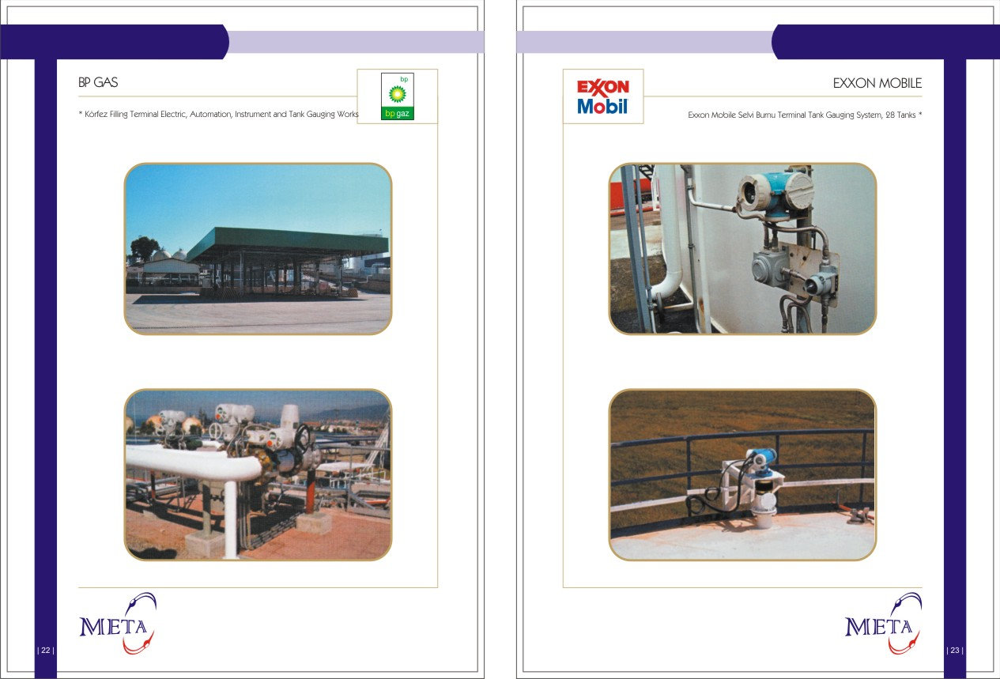 BP GAS
bp
bp gaz
* Körfez Filling Terminal Electric, Automation, Instrument and Tank Gauging Works
META
| 22 |
EXXON
Mobil
EXXON MOBILE
Exxon Mobile Selvi Burnu Terminal Tank Gauging System, 28 Tanks *
META
| 23 |